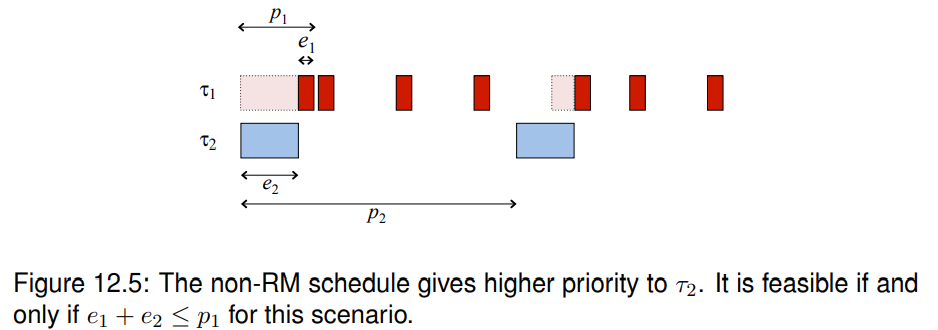 p₁
e₁
τ₁
τ₂
e₂
p₂
Figure 12.5: The non-RM schedule gives higher priority to τ₂. It is feasible if and
only if e₁ + e₂ ≤ p₁ for this scenario.